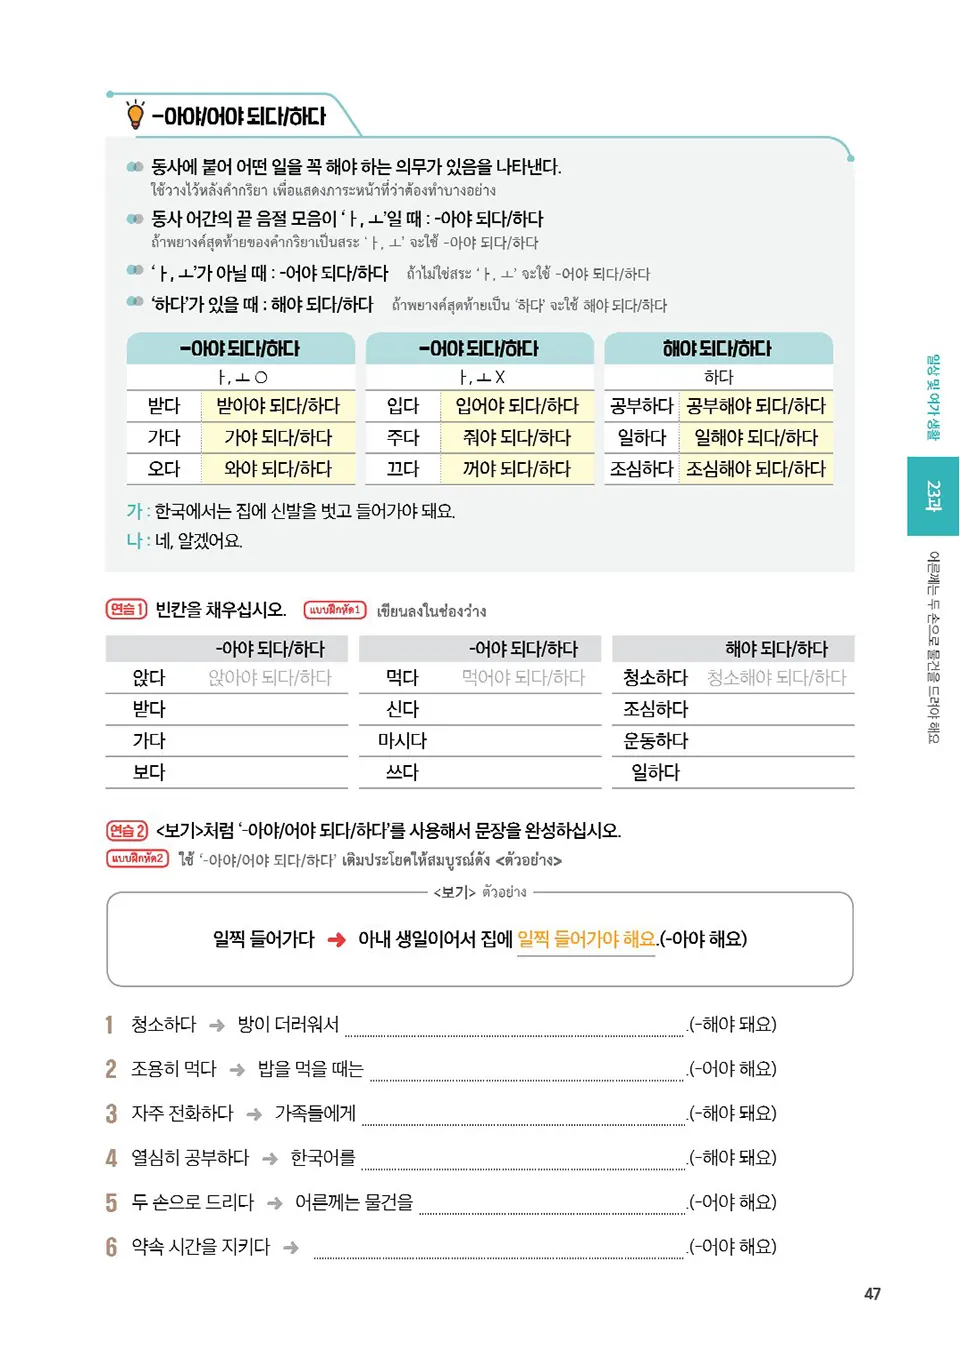 -아야/어야 되다/하다
동사에 붙어 어떤 일을 꼭 해야 하는 의무가 있음을 나타낸다.
ใช้วางไว้หลังคำกริยา เพื่อแสดงภาระหน้าที่ว่าต้องทำบางอย่าง
동사 어간의 끝 음절 모음이 ‘ㅏ, ㅗ’일 때 : -아야 되다/하다
ถ้าพยางค์สุดท้ายของคำกริยาเป็นสระ ‘ㅏ, ㅗ’ จะใช้ -아야 되다/하다
‘ㅏ, ㅗ’가 아닐 때 : -어야 되다/하다 ถ้าไม่ใช่สระ ‘ㅏ, ㅗ’ จะใช้ -어야 되다/하다
‘하다’가 있을 때 : 해야 되다/하다 ถ้าพยางค์สุดท้ายเป็น ‘하다’ จะใช้ 해야 되다/하다
-아야 되다/하다 -어야 되다/하다 해야 되다/하다
ㅏ, ㅗ O ㅏ, ㅗ X 하다
받다 받아야 되다/하다 입다 입어야 되다/하다 공부하다 공부해야 되다/하다
가다 가야 되다/하다 주다 줘야 되다/하다 일하다 일해야 되다/하다
오다 와야 되다/하다 끄다 꺼야 되다/하다 조심하다 조심해야 되다/하다
가 : 한국에서는 집에 신발을 벗고 들어가야 돼요.
나 : 네, 알겠어요.
연습 1 빈칸을 채우십시오. แบบฝึกหัด1 เขียนลงในช่องว่าง
-아야 되다/하다 -어야 되다/하다 해야 되다/하다
앉다 앉아야 되다/하다 먹다 먹어야 되다/하다 청소하다 청소해야 되다/하다
받다 신다 조심하다
가다 마시다 운동하다
보다 쓰다 일하다
연습 2 <보기>처럼 ‘-아야/어야 되다/하다’를 사용해서 문장을 완성하십시오.
แบบฝึกหัด2 ใช้ ‘-아야/어야 되다/하다’ เติมประโยคให้สมบูรณ์ดัง <ตัวอย่าง>
<보기> ตัวอย่าง
일찍 들어가다 ➜ 아내 생일이어서 집에 일찍 들어가야 해요.(-아야 해요)
1 청소하다 ➜ 방이 더러워서 .(-해야 돼요)
2 조용히 먹다 ➜ 밥을 먹을 때는 .(-어야 해요)
3 자주 전화하다 ➜ 가족들에게 .(-해야 돼요)
4 열심히 공부하다 ➜ 한국어를 .(-해야 돼요)
5 두 손으로 드리다 ➜ 어른께는 물건을 .(-어야 해요)
6 약속 시간을 지키다 ➜ .(-어야 해요)
일상 및 여가 생활
23과
어른께는 두 손으로 물건을 드려야 해요
47